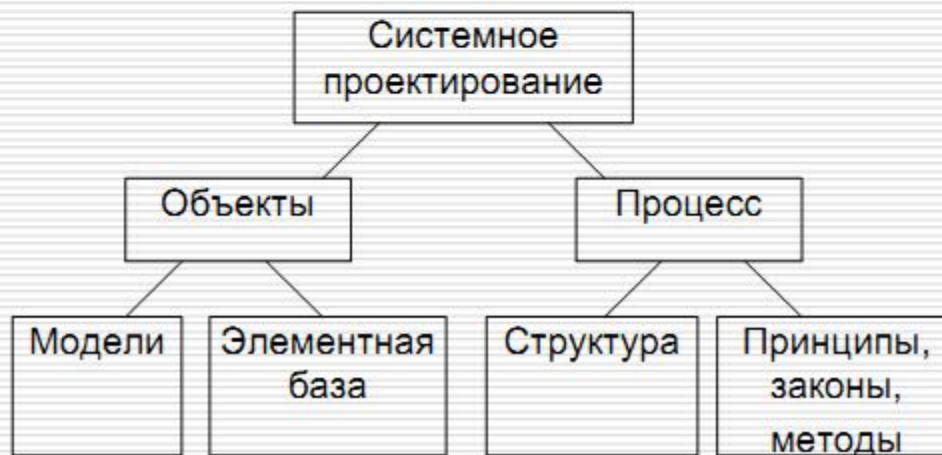 Системное
проектирование
Объекты
Процесс
Модели
Элементная
база
Структура
Принципы,
законы,
методы